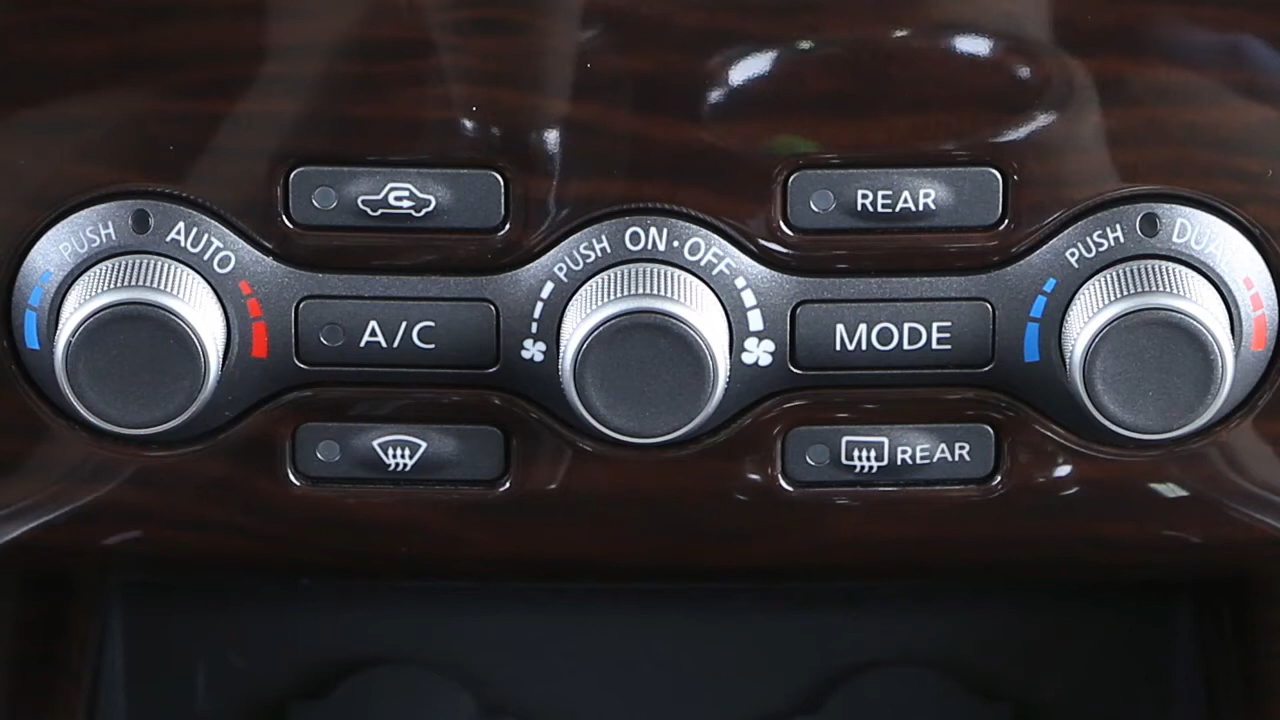 REAR
PUSH AUTO
PUSH ON·OFF
PUSH DUAL
A/C
MODE
REAR